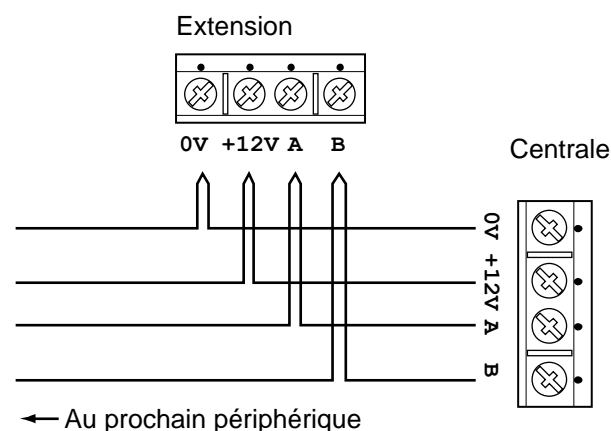 Extension
0V +12V A B
Centrale
0V
+12V
A
B
Au prochain périphérique